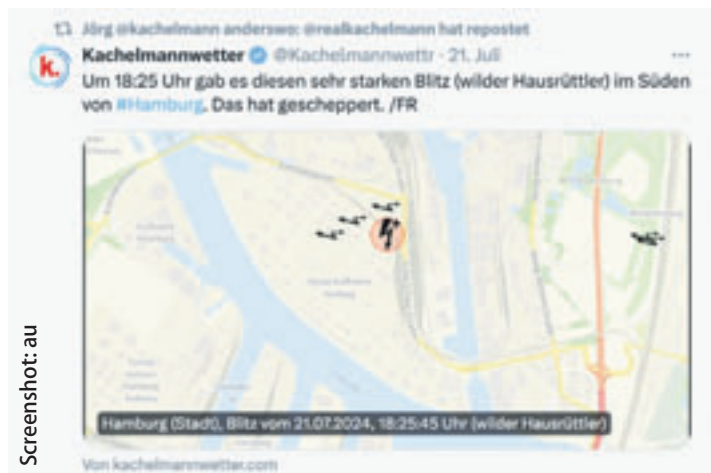 Jörg @kachelmann anderswo: @realkachelmann hat repostet
k.
Kachelmannwetter @Kachelmannwettr · 21. Juli
Um 18:25 Uhr gab es diesen sehr starken Blitz (wilder Hausrüttler) im Süden
von #Hamburg. Das hat gescheppert. /FR
Hamburg (Stadt), Blitz vom 21.07.2024, 18:25:45 Uhr (wilder Hausrüttler)
Von kachelmannwetter.com
Screenshot: au